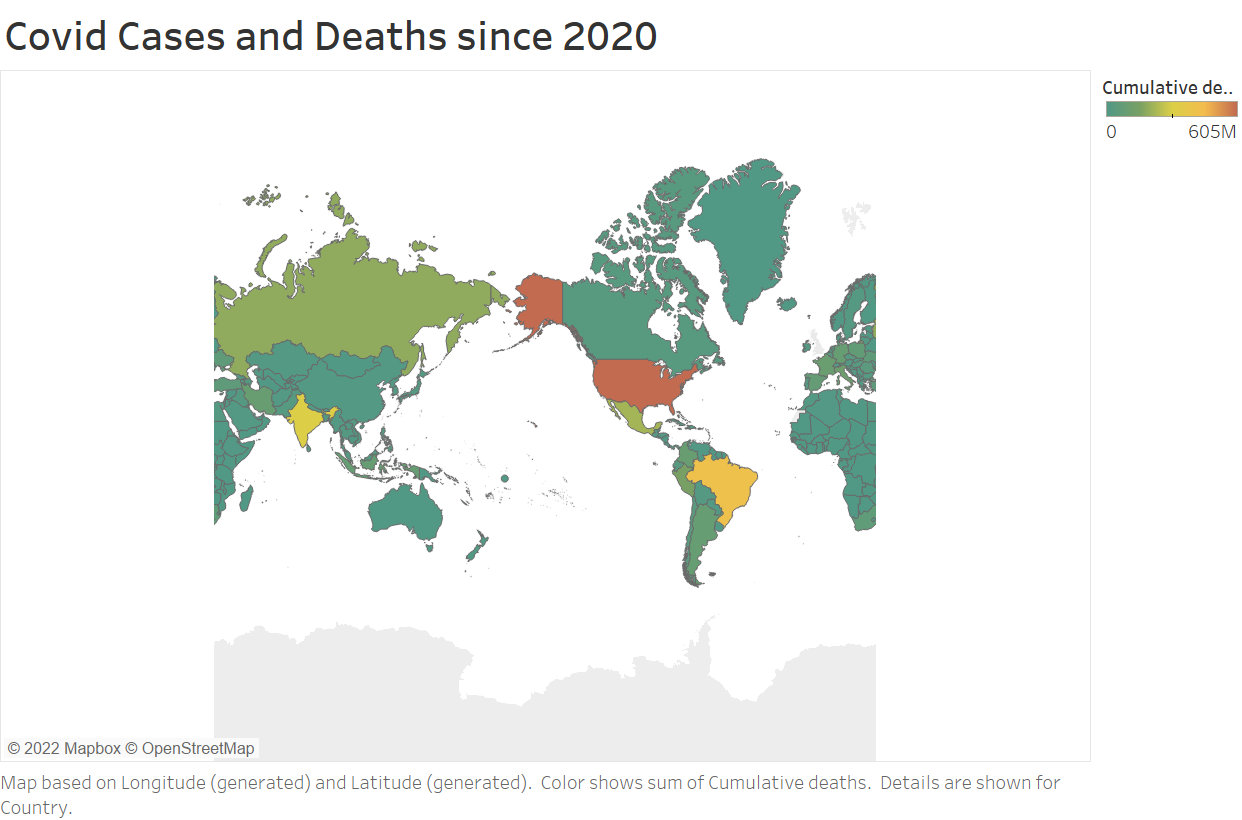 Covid Cases and Deaths since 2020
Cumulative de..
0 605M
© 2022 Mapbox © OpenStreetMap
Map based on Longitude (generated) and Latitude (generated). Color shows sum of Cumulative deaths. Details are shown for
Country.